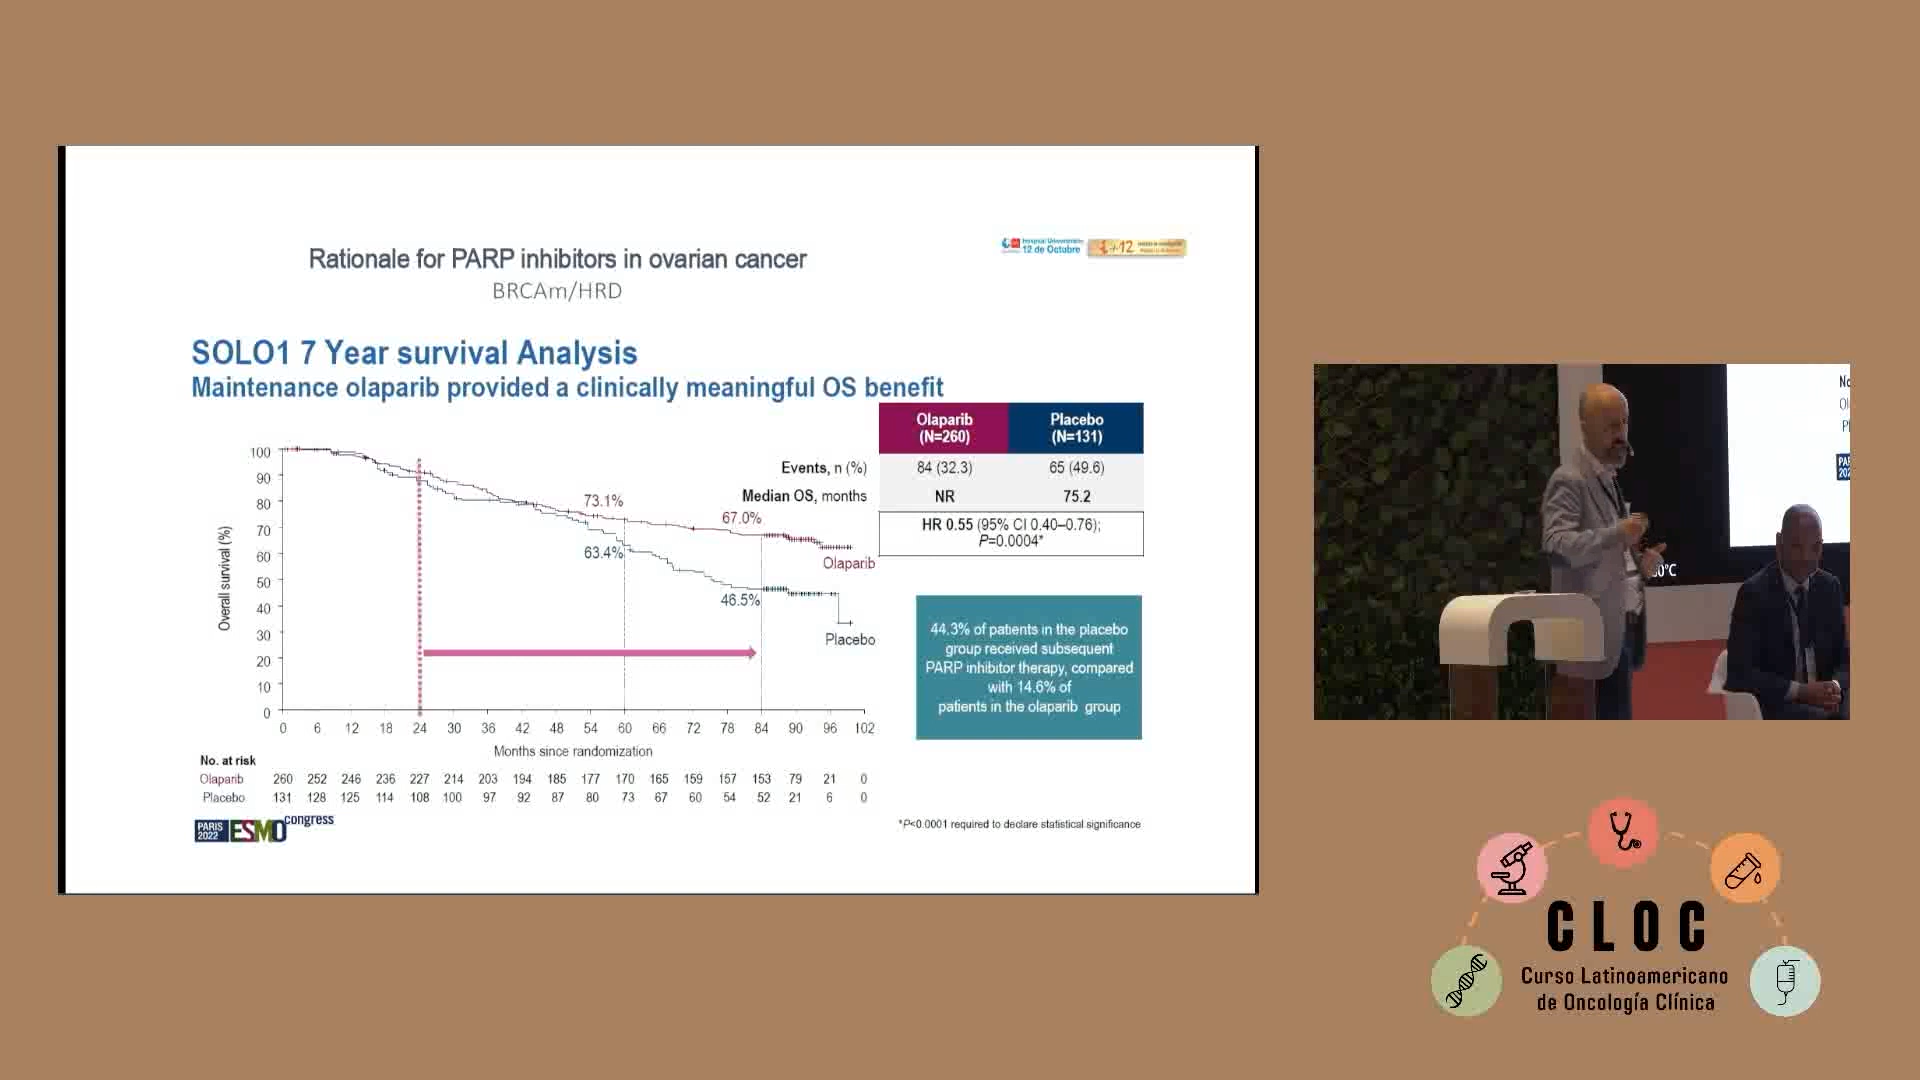 Rationale for PARP inhibitors in ovarian cancer
BRCAm/HRD
Hospital Universitario
12 de Octubre
SOLO1 7 Year survival Analysis
Maintenance olaparib provided a clinically meaningful OS benefit
Olaparib
(N=260)
Placebo
(N=131)
Events, n (%)
84 (32.3)
65 (49.6)
Median OS, months
NR
75.2
HR 0.55 (95% CI 0.40–0.76);
P=0.0004*
Overall survival (%)
100
90
80
70
60
50
40
30
20
10
0
73.1%
67.0%
63.4%
46.5%
Olaparib
Placebo
0 6 12 18 24 30 36 42 48 54 60 66 72 78 84 90 96 102
Months since randomization
44.3% of patients in the placebo
group received subsequent
PARP inhibitor therapy, compared
with 14.6% of
patients in the olaparib group
No. at risk
Olaparib 260 252 246 236 227 214 203 194 185 177 170 165 159 157 153 79 21 0
Placebo 131 128 125 114 108 100 97 92 87 80 73 67 60 54 52 21 6 0
PARIS
2022
ESMO congress
*P<0.0001 required to declare statistical significance
CLOC
Curso Latinoamericano
de Oncología Clínica